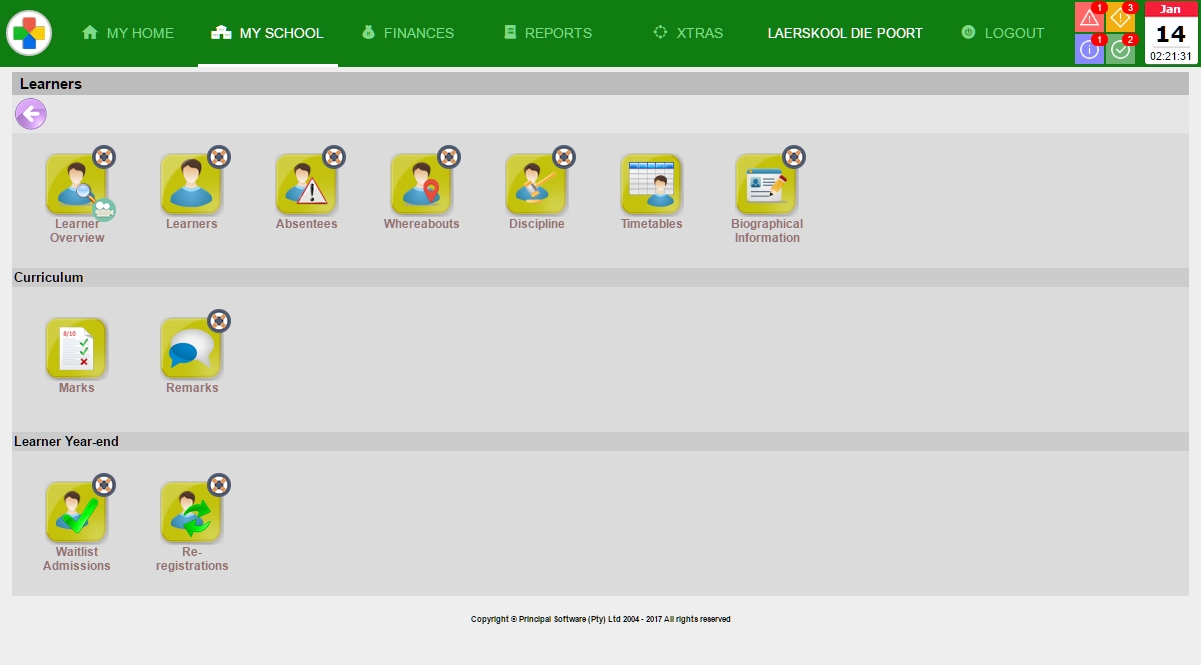 MY HOME
MY SCHOOL
FINANCES
REPORTS
XTRAS
LAERSKOOL DIE POORT
LOGOUT
1
3
1
2
Jan
14
02:21:31
Learners
Learner
Overview
Learners
Absentees
Whereabouts
Discipline
Timetables
Biographical
Information
Curriculum
8/10
Marks
Remarks
Learner Year-end
Waitlist
Admissions
Re-
registrations
Copyright © Principal Software (Pty) Ltd 2004 - 2017 All rights reserved